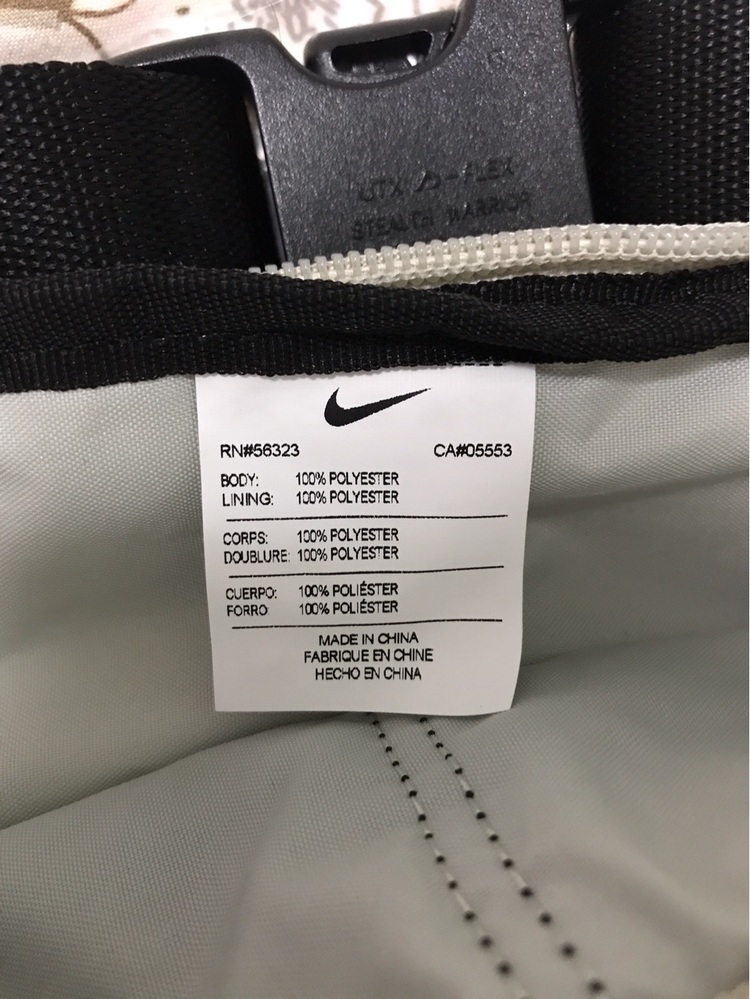 UTX
FLEX
STEALTH WARRIOR
RN#56323 CA#05553
BODY: 100% POLYESTER
LINING: 100% POLYESTER
CORPS: 100% POLYESTER
DOUBLURE: 100% POLYESTER
CUERPO: 100% POLIÉSTER
FORRO: 100% POLIÉSTER
MADE IN CHINA
FABRIQUE EN CHINE
HECHO EN CHINA